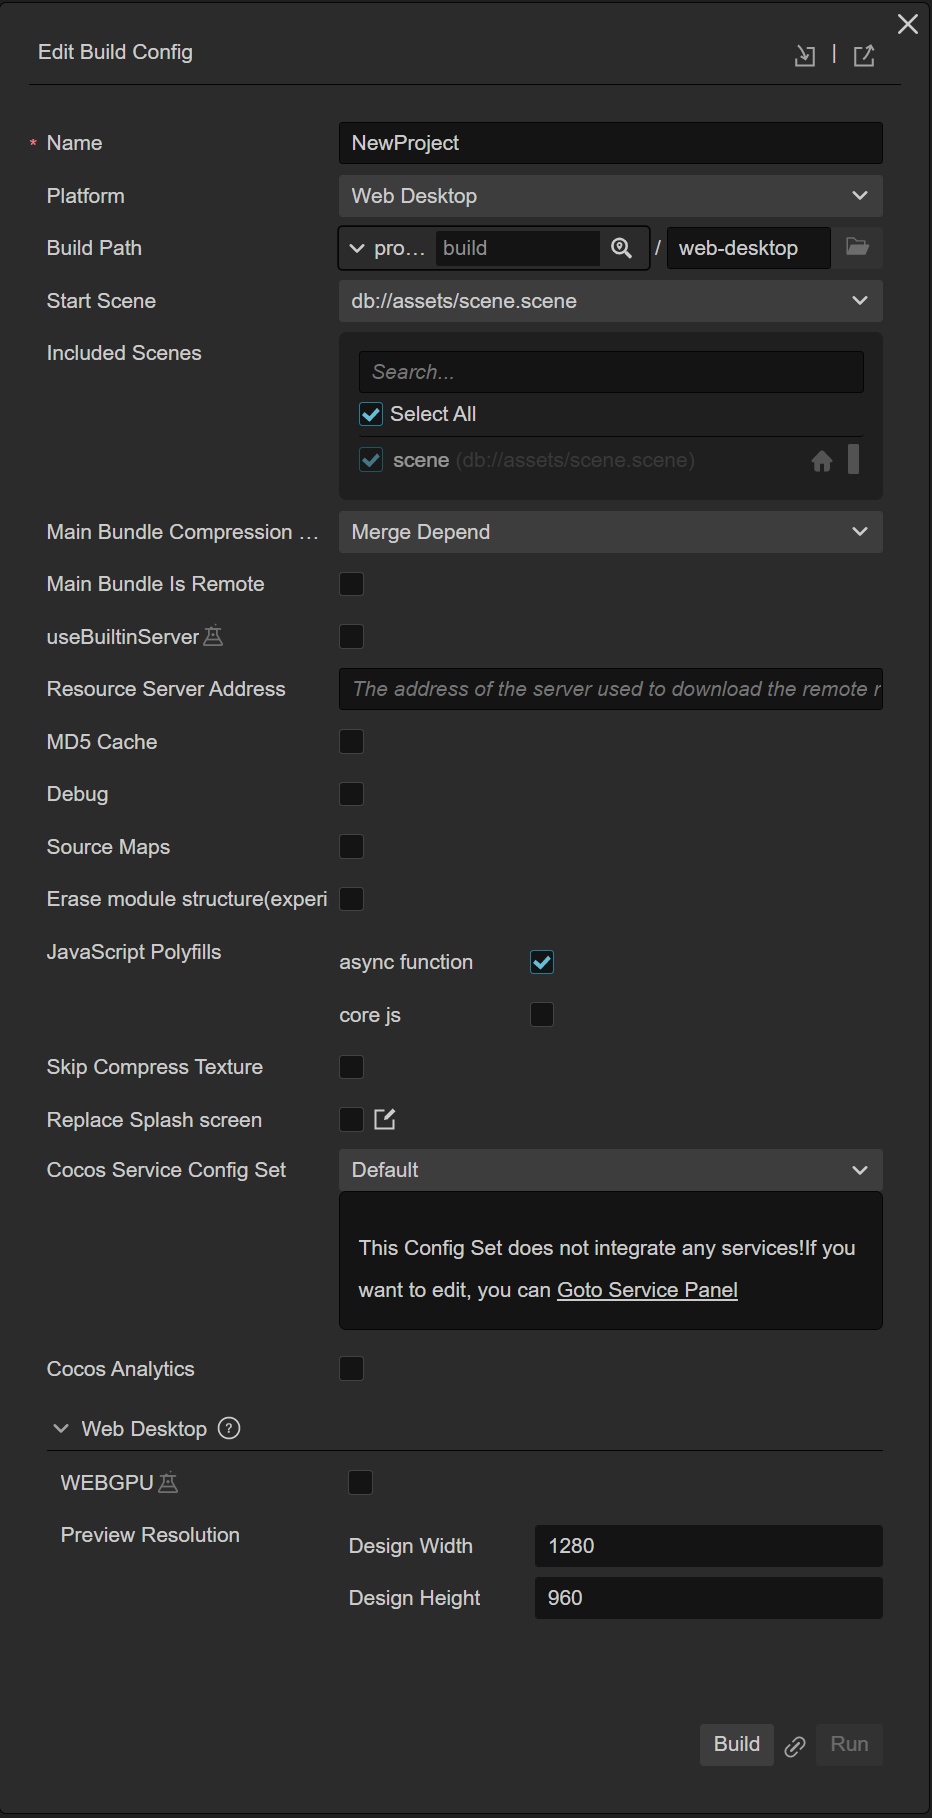 Edit Build Config
* Name NewProject
Platform Web Desktop
Build Path pro... build / web-desktop
Start Scene db://assets/scene.scene
Included Scenes
Search...
Select All
scene (db://assets/scene.scene)
Main Bundle Compression ... Merge Depend
Main Bundle Is Remote
useBuiltinServer
Resource Server Address The address of the server used to download the remote r
MD5 Cache
Debug
Source Maps
Erase module structure(experi
JavaScript Polyfills
async function
core js
Skip Compress Texture
Replace Splash screen
Cocos Service Config Set Default
This Config Set does not integrate any services!If you
want to edit, you can Goto Service Panel
Cocos Analytics
Web Desktop ?
WEBGPU
Preview Resolution
Design Width 1280
Design Height 960
Build Run